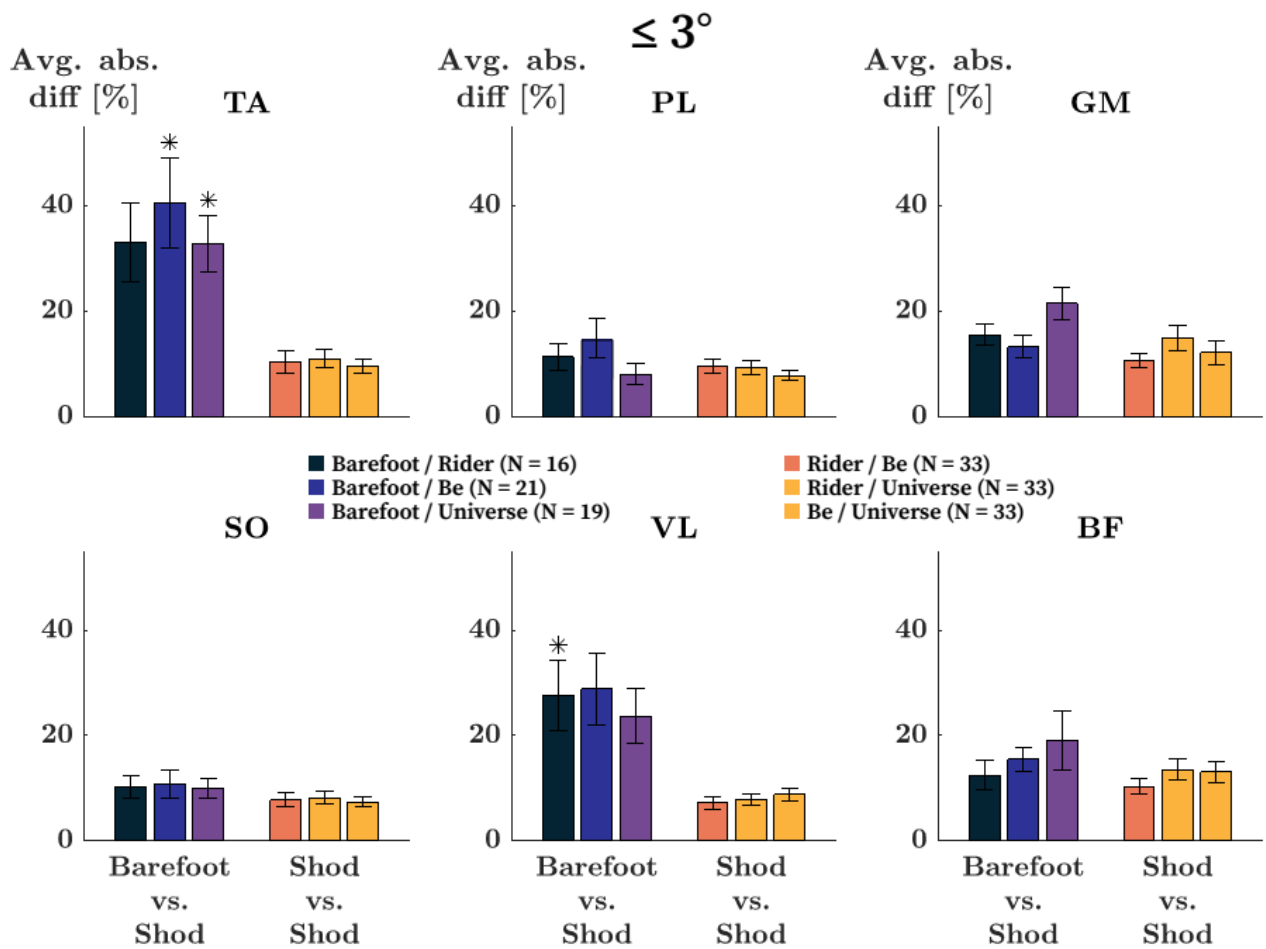 ≤ 3°
Avg. abs.
diff [%]
TA
Avg. abs.
diff [%]
PL
Avg. abs.
diff [%]
GM
40
20
0
* *
40
20
0
40
20
0
Barefoot / Rider (N = 16)
Barefoot / Be (N = 21)
Barefoot / Universe (N = 19)
Rider / Be (N = 33)
Rider / Universe (N = 33)
Be / Universe (N = 33)
SO
VL
BF
40
20
0
40
20
0
*
40
20
0
Barefoot
vs.
Shod
Shod
vs.
Shod
Barefoot
vs.
Shod
Shod
vs.
Shod
Barefoot
vs.
Shod
Shod
vs.
Shod